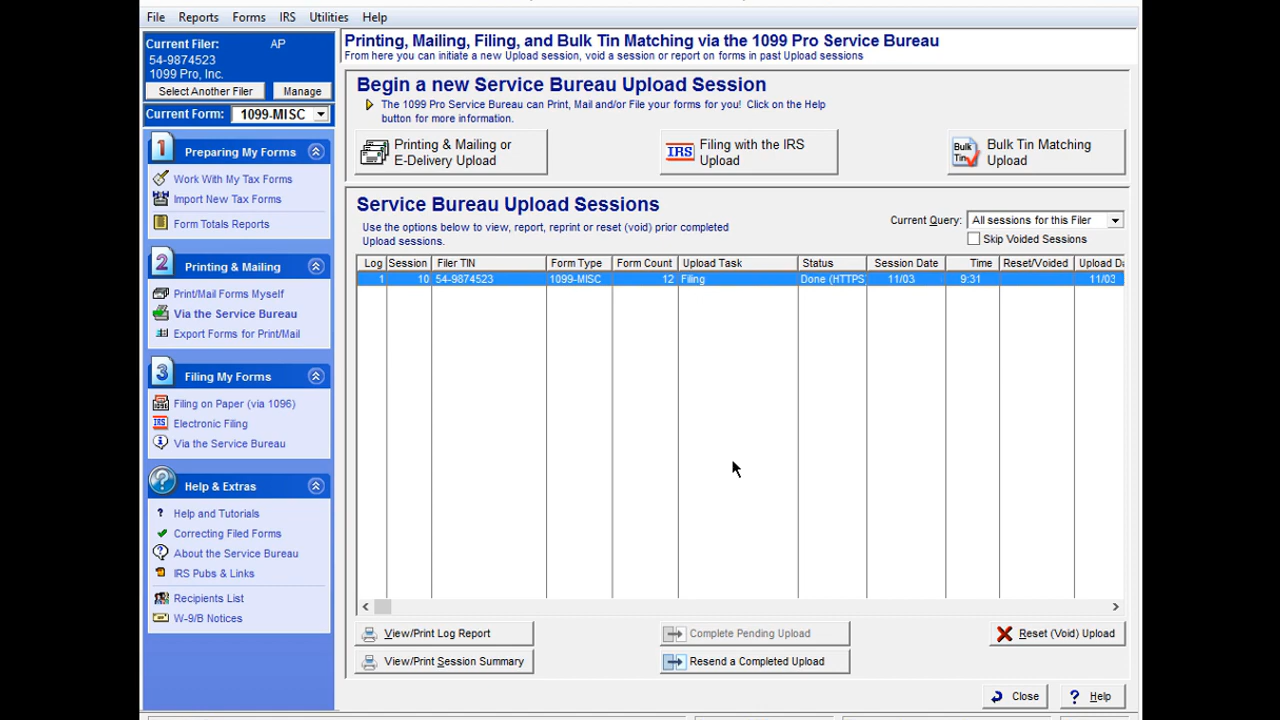 File Reports Forms IRS Utilities Help
Current Filer: AP
54-9874523
1099 Pro, Inc.
Select Another Filer Manage
Current Form: 1099-MISC
1 Preparing My Forms
Work With My Tax Forms
Import New Tax Forms
Form Totals Reports
2 Printing & Mailing
Print/Mail Forms Myself
Via the Service Bureau
Export Forms for Print/Mail
3 Filing My Forms
Filing on Paper (via 1096)
IRS Electronic Filing
Via the Service Bureau
? Help & Extras
? Help and Tutorials
Correcting Filed Forms
? About the Service Bureau
IRS Pubs & Links
Recipients List
W-9/B Notices
Printing, Mailing, Filing, and Bulk Tin Matching via the 1099 Pro Service Bureau
From here you can initiate a new Upload session, void a session or report on forms in past Upload sessions
Begin a new Service Bureau Upload Session
The 1099 Pro Service Bureau can Print, Mail and/or File your forms for you! Click on the Help
button for more information.
Printing & Mailing or
E-Delivery Upload
IRS Filing with the IRS
Upload
Bulk Tin Bulk Tin Matching
Upload
Service Bureau Upload Sessions
Use the options below to view, report, reprint or reset (void) prior completed
Upload sessions.
Current Query: All sessions for this Filer
Skip Voided Sessions
Log Session Filer TIN Form Type Form Count Upload Task Status Session Date Time Reset/Voided Upload Da
1 10 54-9874523 1099-MISC 12 Filing Done (HTTPS 11/03 9:31 11/03
View/Print Log Report Complete Pending Upload Reset (Void) Upload
View/Print Session Summary Resend a Completed Upload
Close ? Help